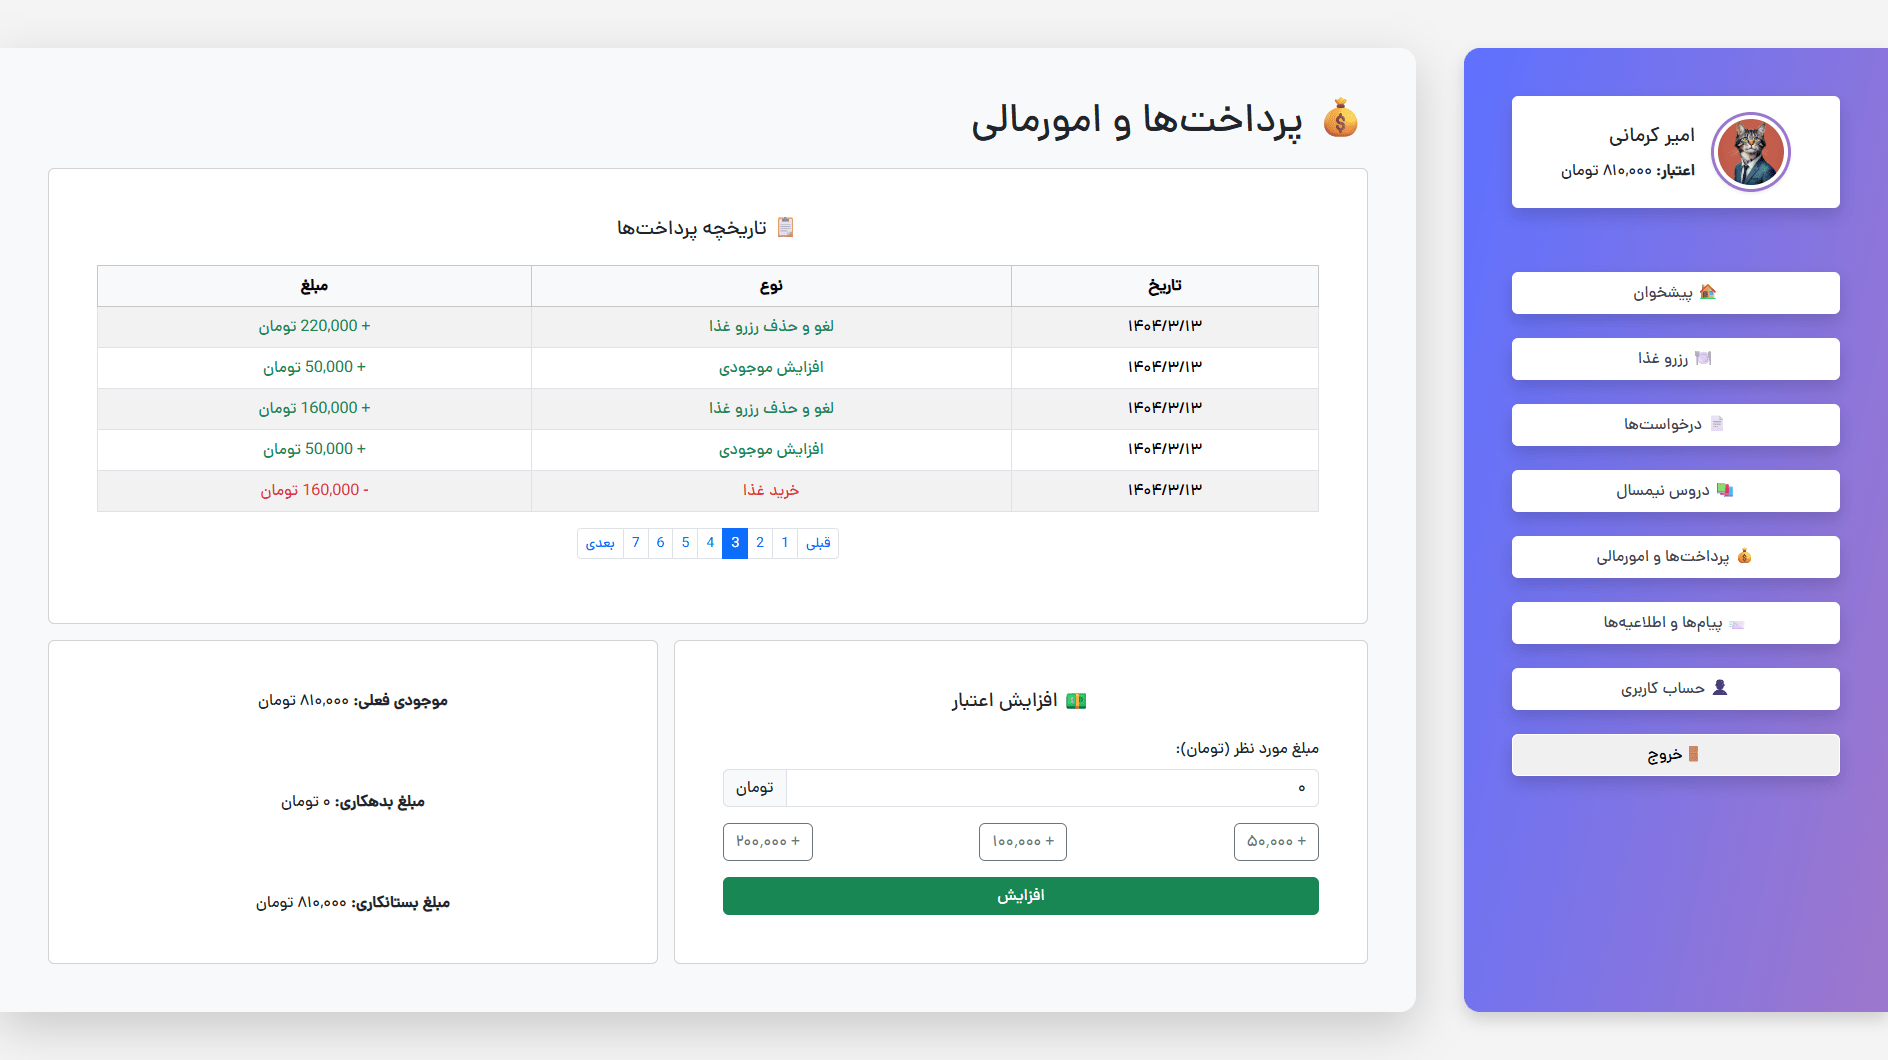 امیر کرمانی
اعتبار: ۸۱۰,۰۰۰ تومان
پیشخوان
رزرو غذا
درخواست‌ها
دروس نیمسال
پرداخت‌ها و امورمالی
پیام‌ها و اطلاعیه‌ها
حساب کاربری
خروج
پرداخت‌ها و امورمالی
تاریخچه پرداخت‌ها
تاریخ نوع مبلغ
۱۴۰۴/۳/۱۳ لغو و حذف رزرو غذا + 220,000 تومان
۱۴۰۴/۳/۱۳ افزایش موجودی + 50,000 تومان
۱۴۰۴/۳/۱۳ لغو و حذف رزرو غذا + 160,000 تومان
۱۴۰۴/۳/۱۳ افزایش موجودی + 50,000 تومان
۱۴۰۴/۳/۱۳ خرید غذا - 160,000 تومان
قبلی 1 2 3 4 5 6 7 بعدی
افزایش اعتبار
مبلغ مورد نظر (تومان):
۰ تومان
+ ۵۰,۰۰۰ + ۱۰۰,۰۰۰ + ۲۰۰,۰۰۰
افزایش
موجودی فعلی: ۸۱۰,۰۰۰ تومان
مبلغ بدهکاری: ۰ تومان
مبلغ بستانکاری: ۸۱۰,۰۰۰ تومان